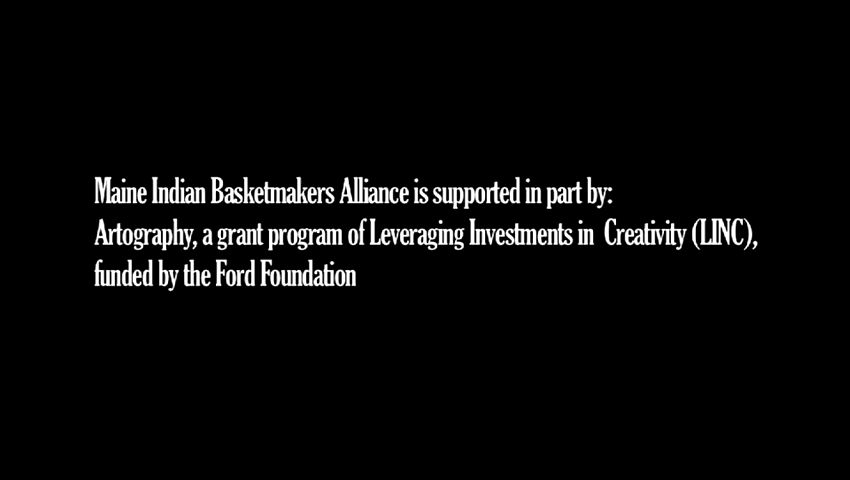 Maine Indian Basketmakers Alliance is supported in part by:
Artography, a grant program of Leveraging Investments in  Creativity (LINC),
funded by the Ford Foundation